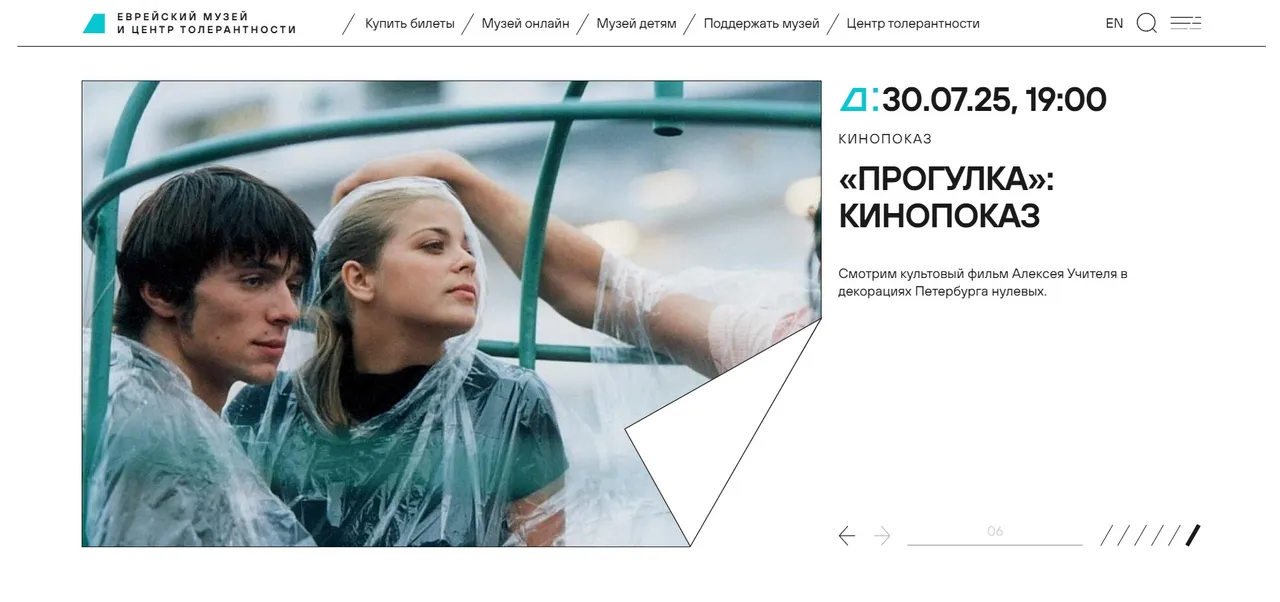 ЕВРЕЙСКИЙ МУЗЕЙ
И ЦЕНТР ТОЛЕРАНТНОСТИ
Купить билеты
Музей онлайн
Музей детям
Поддержать музей
Центр толерантности
EN
Д:30.07.25, 19:00
КИНОПОКАЗ
«ПРОГУЛКА»:
КИНОПОКАЗ
Смотрим культовый фильм Алексея Учителя в
декорациях Петербурга нулевых.
06